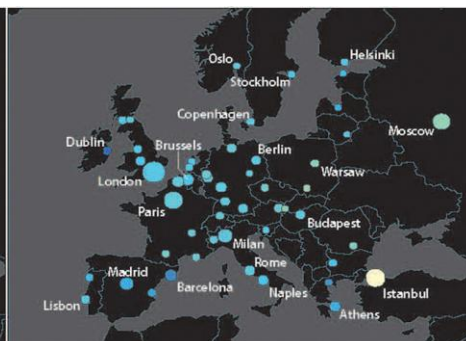 Oslo
Helsinki
Stockholm
Copenhagen
Moscow
Dublin
Brussels
Berlin
London
Warsaw
Paris
Budapest
Milan
Madrid
Rome
Barcelona
Naples
Istanbul
Lisbon
Athens